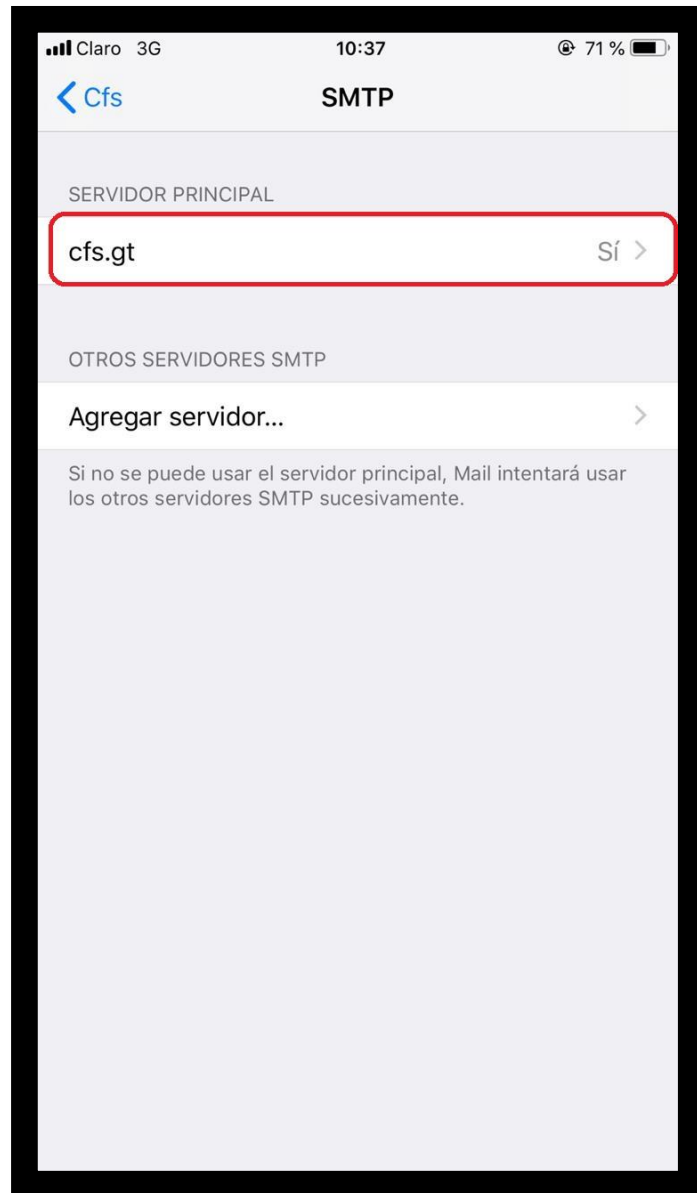 Claro 3G 10:37 71 %
Cfs SMTP
SERVIDOR PRINCIPAL
cfs.gt Sí
OTROS SERVIDORES SMTP
Agregar servidor...
Si no se puede usar el servidor principal, Mail intentará usar
los otros servidores SMTP sucesivamente.